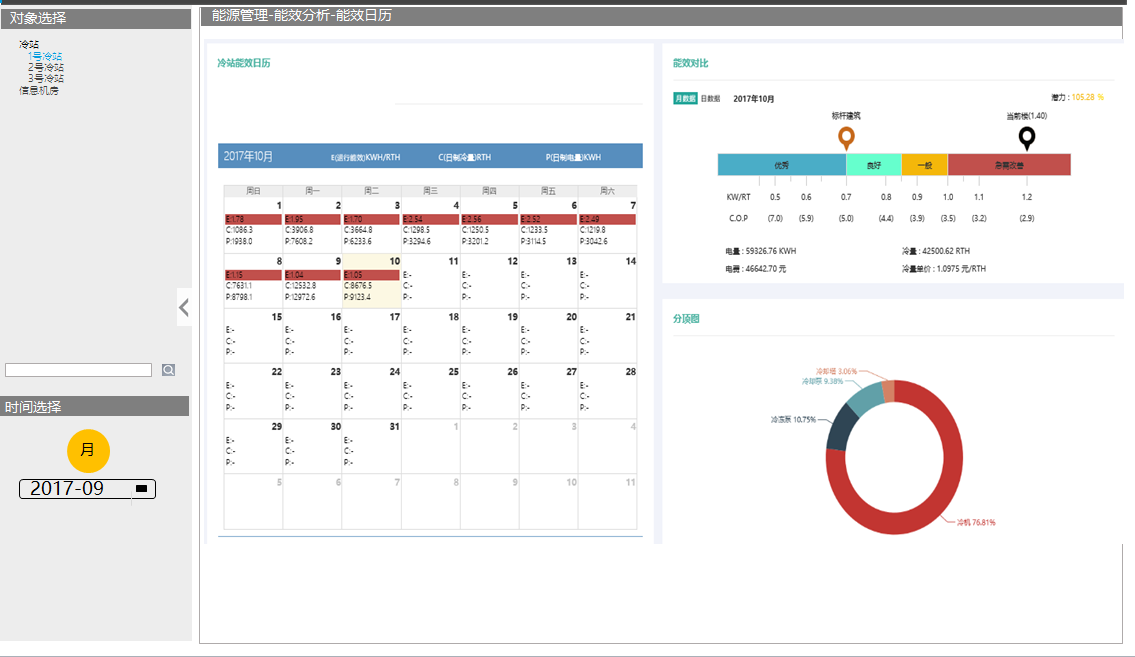 对象选择
冷站
1号冷站
2号冷站
3号冷站
信息机房
时间选择
月
2017-09
能源管理-能效分析-能效日历
冷站能效日历
2017年10月 E(运行能效)KWH/RTH C(日制冷量)RTH P(日制电量)KWH
周日 周一 周二 周三 周四 周五 周六
1 2 3 4 5 6 7
E:1.78 E:1.95 E:1.70 E:2.54 E:2.56 E:2.52 E:2.49
C:1086.3 C:3906.8 C:3664.8 C:1298.5 C:1250.5 C:1233.5 C:1219.8
P:1938.0 P:7608.2 P:6233.6 P:3294.6 P:3201.2 P:3114.5 P:3042.6
8 9 10 11 12 13 14
E:1.15 E:1.04 E:1.05 E:- E:- E:- E:-
C:7631.1 C:12532.8 C:8676.5 C:- C:- C:- C:-
P:8798.1 P:12972.6 P:9123.4 P:- P:- P:- P:-
15 16 17 18 19 20 21
E:- E:- E:- E:- E:- E:- E:-
C:- C:- C:- C:- C:- C:- C:-
P:- P:- P:- P:- P:- P:- P:-
22 23 24 25 26 27 28
E:- E:- E:- E:- E:- E:- E:-
C:- C:- C:- C:- C:- C:- C:-
P:- P:- P:- P:- P:- P:- P:-
29 30 31 1 2 3 4
E:- E:- E:-
C:- C:- C:-
P:- P:- P:-
5 6 7 8 9 10 11
能效对比
月数据 日数据 2017年10月 潜力 : 105.28 %
标杆建筑 当前楼(1.40)
优秀 良好 一般 急需改善
KW/RT 0.5 0.6 0.7 0.8 0.9 1.0 1.1 1.2
C.O.P (7.0) (5.9) (5.0) (4.4) (3.9) (3.5) (3.2) (2.9)
电量 : 59326.76 KWH 冷量 : 42500.62 RTH
电费 : 46642.70 元 冷量单价 : 1.0975 元/RTH
分项图
冷却塔 3.06%
冷却泵 9.38%
冷冻泵 10.75%
冷机 76.81%